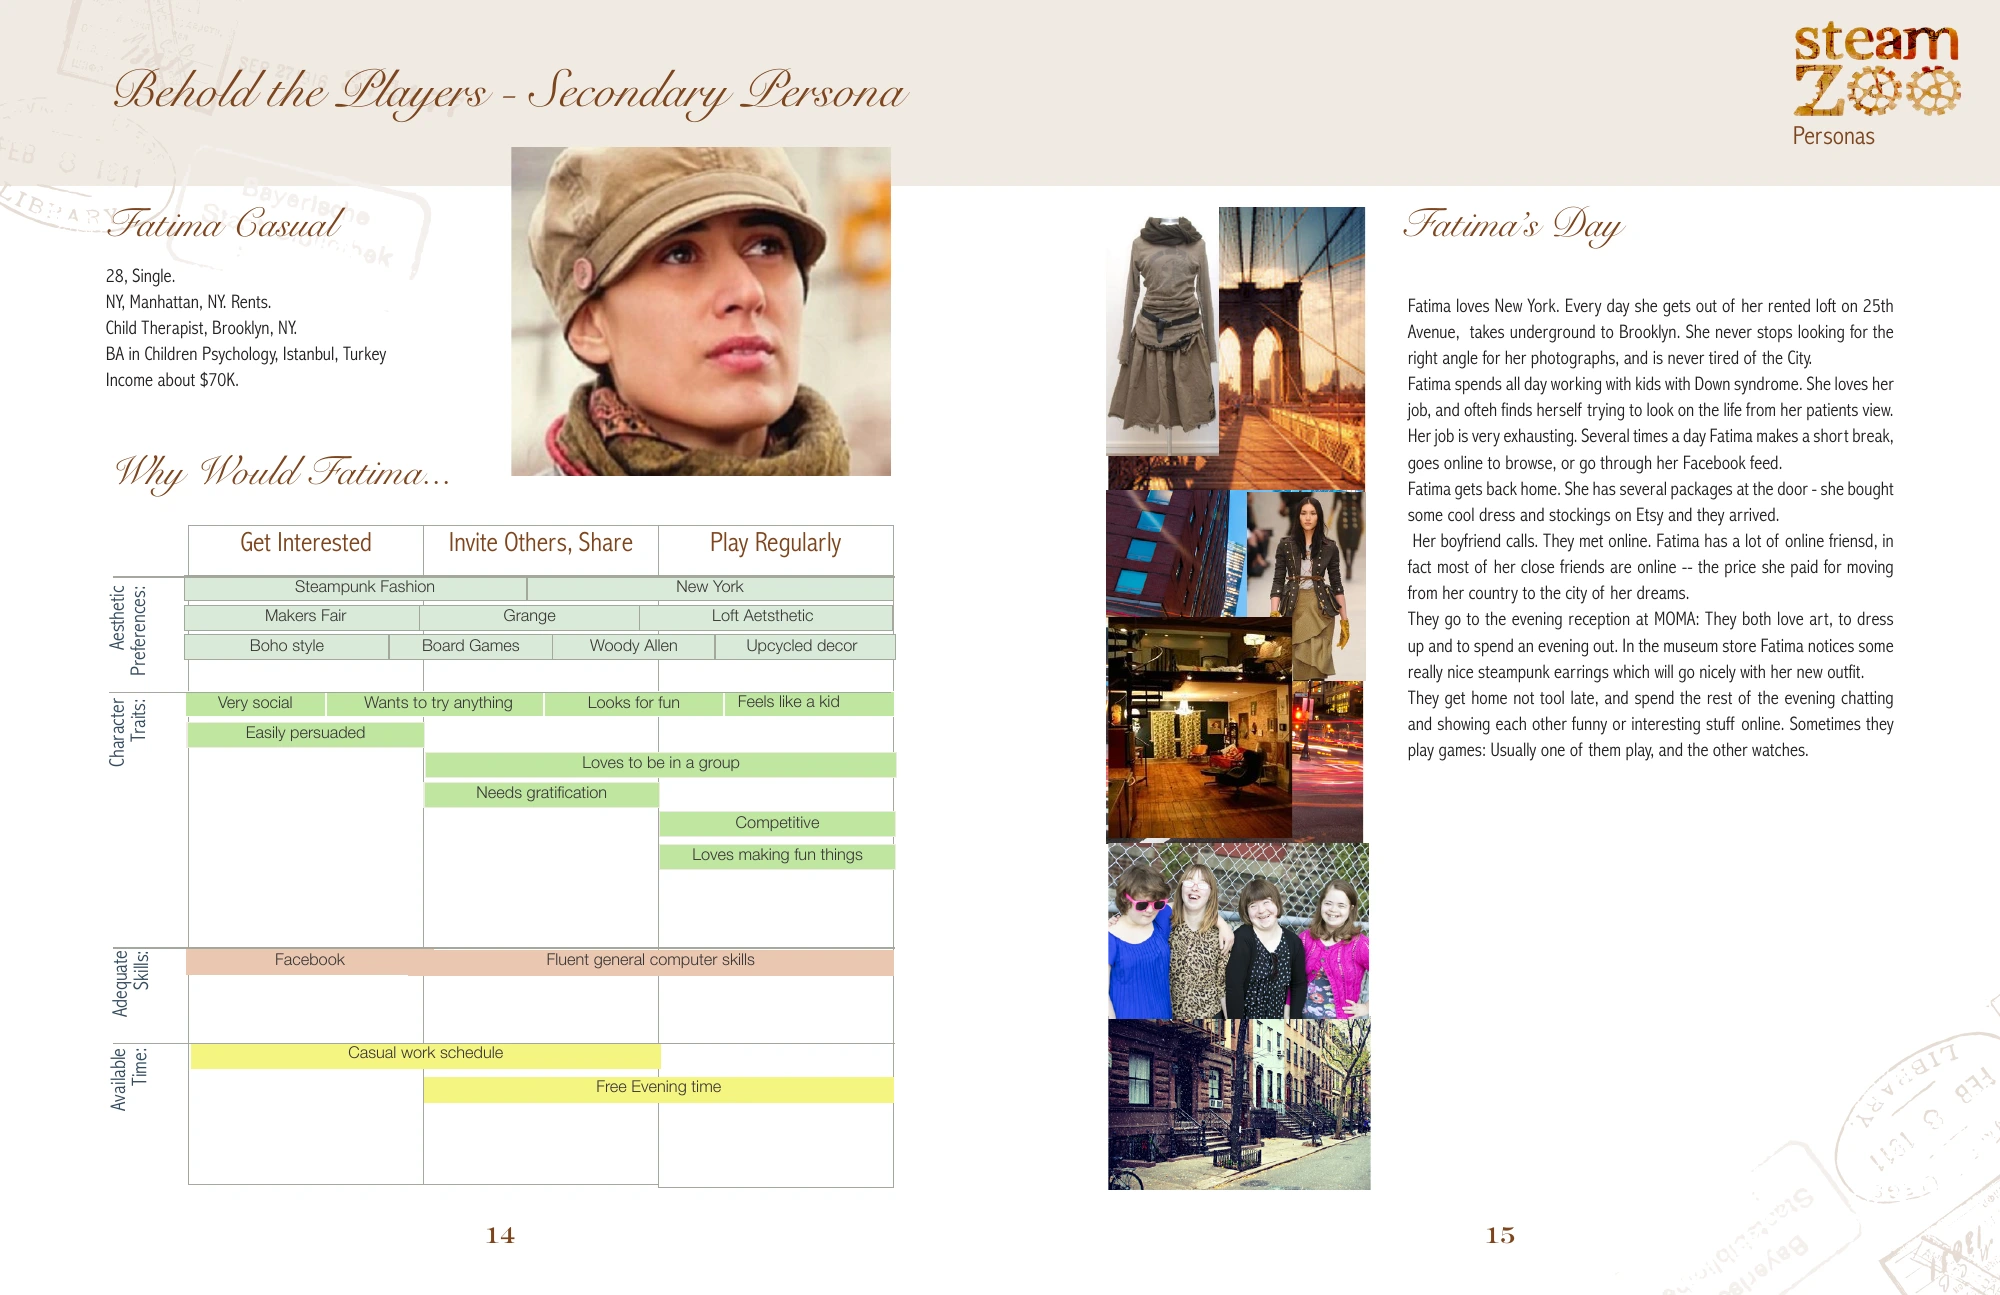 Behold the Players - Secondary Persona
steam
Zoo
Personas
SEP 27 1916
FEB 8 1911
LIBRARY
Bayerische
Fatima Casual
28, Single.
NY, Manhattan, NY. Rents.
Child Therapist, Brooklyn, NY.
BA in Children Psychology, Istanbul, Turkey
Income about $70K.
Why Would Fatima...
Get Interested
Invite Others, Share
Play Regularly
Aesthetic
Preferences:
Steampunk Fashion
New York
Makers Fair
Grange
Loft Aetsthetic
Boho style
Board Games
Woody Allen
Upcycled decor
Character
Traits:
Very social
Wants to try anything
Looks for fun
Feels like a kid
Easily persuaded
Loves to be in a group
Needs gratification
Competitive
Loves making fun things
Adequate
Skills:
Facebook
Fluent general computer skills
Available
Time:
Casual work schedule
Free Evening time
14
Fatima's Day
Fatima loves New York. Every day she gets out of her rented loft on 25th
Avenue, takes underground to Brooklyn. She never stops looking for the
right angle for her photographs, and is never tired of the City.
Fatima spends all day working with kids with Down syndrome. She loves her
job, and ofteh finds herself trying to look on the life from her patients view.
Her job is very exhausting. Several times a day Fatima makes a short break,
goes online to browse, or go through her Facebook feed.
Fatima gets back home. She has several packages at the door - she bought
some cool dress and stockings on Etsy and they arrived.
Her boyfriend calls. They met online. Fatima has a lot of online friensd, in
fact most of her close friends are online -- the price she paid for moving
from her country to the city of her dreams.
They go to the evening reception at MOMA: They both love art, to dress
up and to spend an evening out. In the museum store Fatima notices some
really nice steampunk earrings which will go nicely with her new outfit.
They get home not tool late, and spend the rest of the evening chatting
and showing each other funny or interesting stuff online. Sometimes they
play games: Usually one of them play, and the other watches.
LIBRARY
FEB 8 1911
15